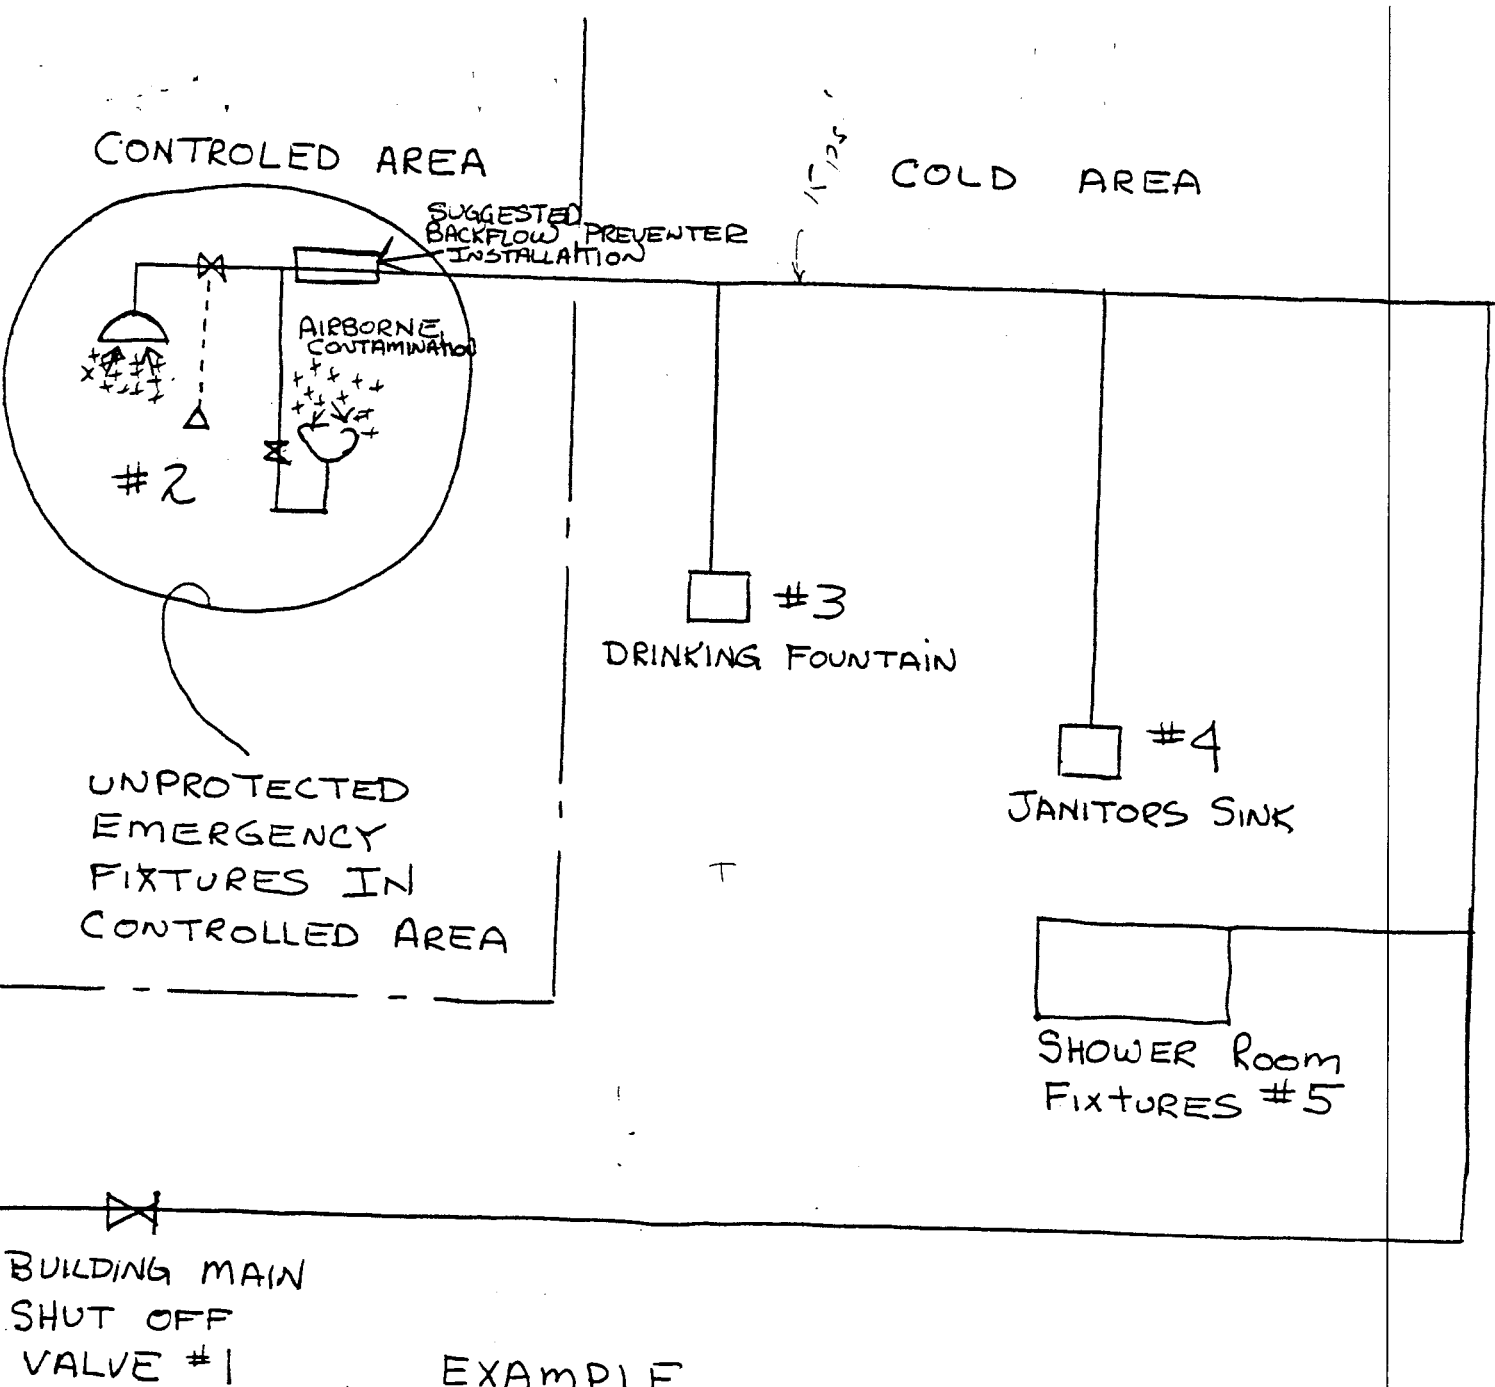 CONTROLED AREA
COLD AREA
SUGGESTED
BACKFLOW PREVENTER
INSTALLATION
AIRBORNE
CONTAMINATION
#2
#3
DRINKING FOUNTAIN
#4
JANITORS SINK
UNPROTECTED
EMERGENCY
FIXTURES IN
CONTROLLED AREA
SHOWER ROOM
FIXTURES #5
BUILDING MAIN
SHUT OFF
VALVE #1
EXAMPLE